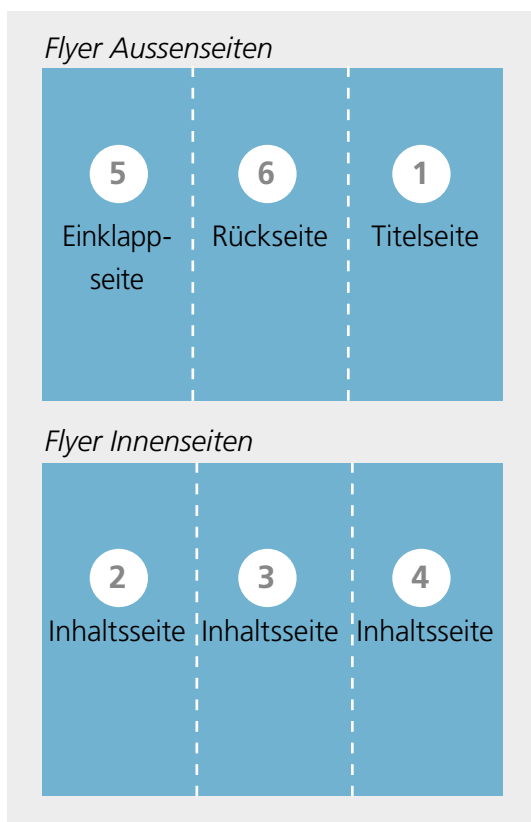 Flyer Aussenseiten
5
Einklapp-
seite
6
Rückseite
1
Titelseite
Flyer Innenseiten
2
Inhaltsseite
3
Inhaltsseite
4
Inhaltsseite